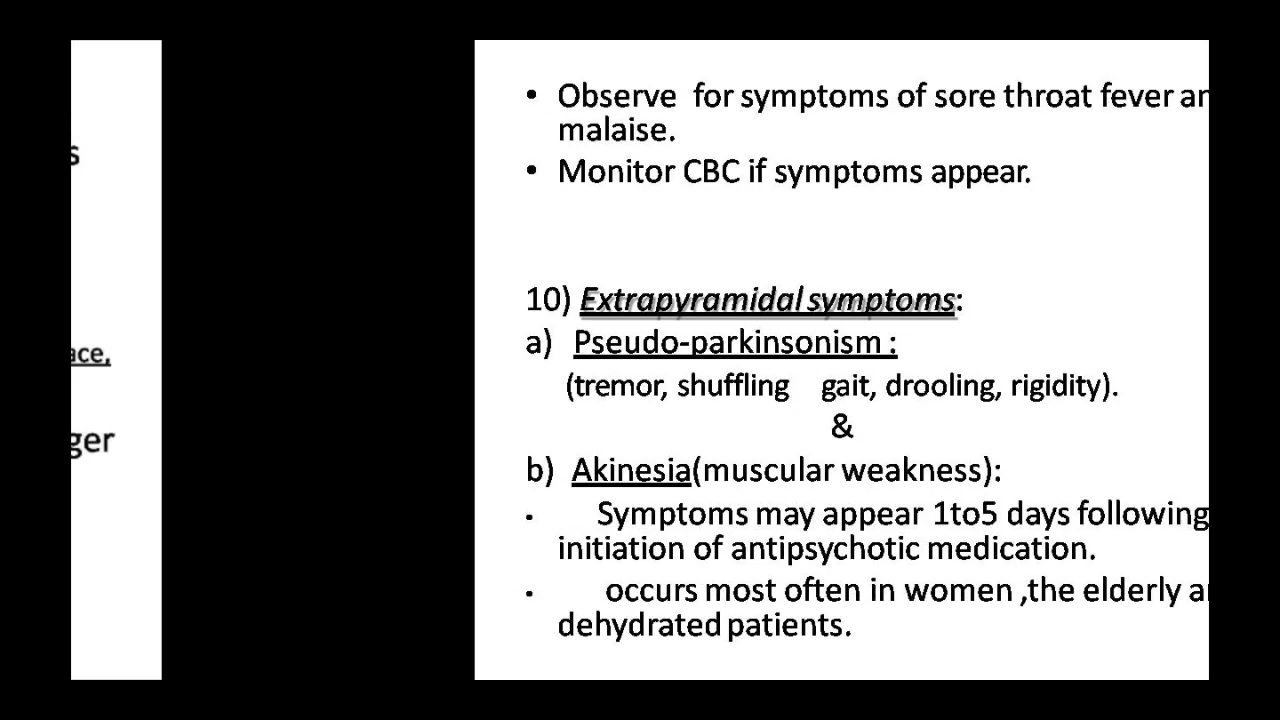 ace,
ger
• Observe for symptoms of sore throat fever
malaise.
• Monitor CBC if symptoms appear.
10) Extrapyramidal symptoms:
a) Pseudo-parkinsonism :
(tremor, shuffling gait, drooling, rigidity).
&
b) Akinesia(muscular weakness):
• Symptoms may appear 1to5 days following
initiation of antipsychotic medication.
• occurs most often in women ,the elderly
dehydrated patients.